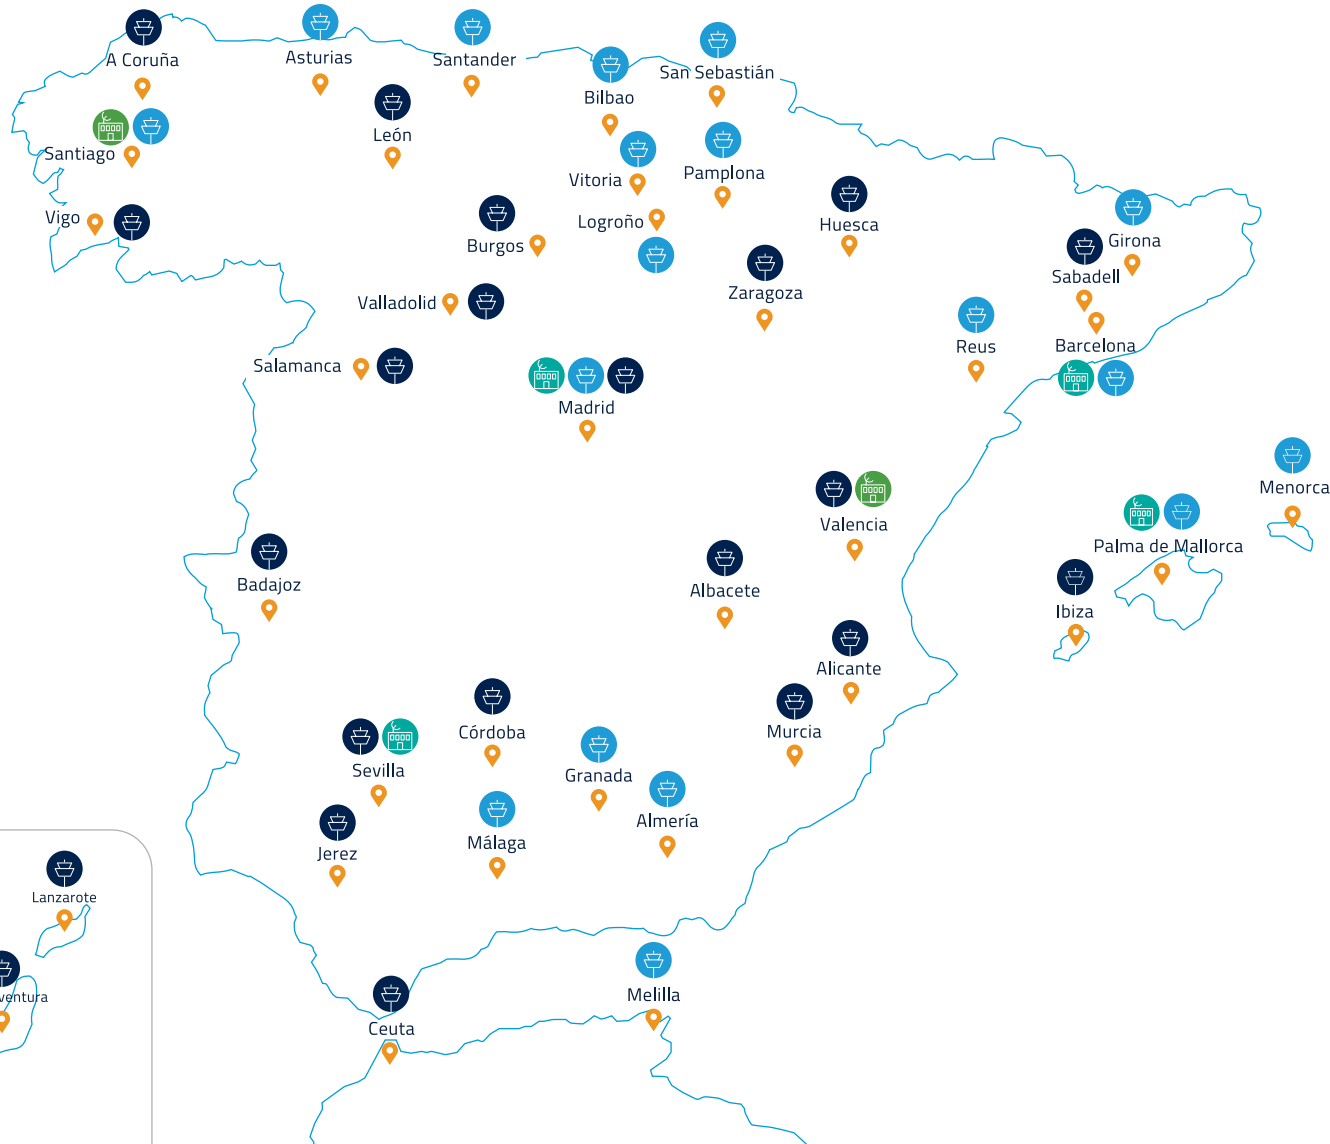 A Coruña
Asturias
Santander
San Sebastián
Bilbao
León
Santiago
Vitoria
Pamplona
Vigo
Logroño
Huesca
Burgos
Girona
Sabadell
Zaragoza
Valladolid
Reus
Barcelona
Salamanca
Madrid
Menorca
Valencia
Palma de Mallorca
Badajoz
Albacete
Ibiza
Alicante
Córdoba
Murcia
Sevilla
Granada
Almería
Málaga
Jerez
Lanzarote
ventura
Melilla
Ceuta